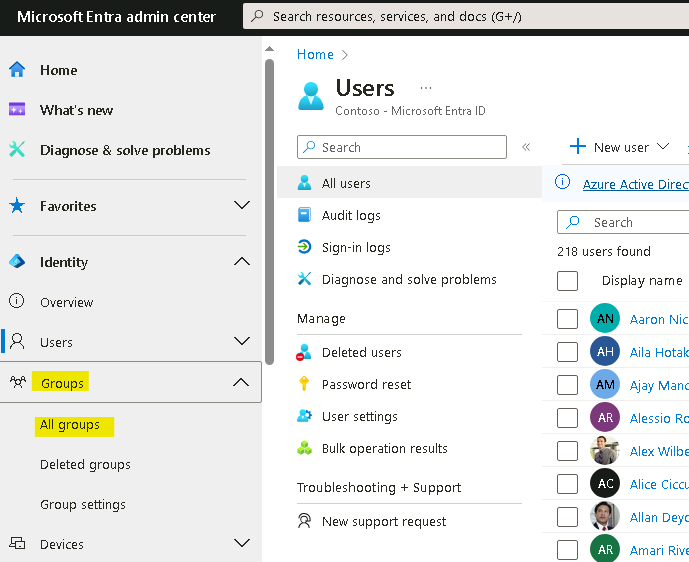 Microsoft Entra admin center
Search resources, services, and docs (G+/)
Home
What's new
Diagnose & solve problems
Favorites
Identity
Overview
Users
Groups
All groups
Deleted groups
Group settings
Devices
Home
Users ...
Contoso - Microsoft Entra ID
Search
All users
Audit logs
Sign-in logs
Diagnose and solve problems
Manage
Deleted users
Password reset
User settings
Bulk operation results
Troubleshooting + Support
New support request
New user
Azure Active Direc
Search
218 users found
Display name
AN Aaron Nic
AH Aila Hotak
AM Ajay Manc
AR Alessio Ro
Alex Wilbe
AC Alice Ciccu
Allan Deyo
AR Amari Rive